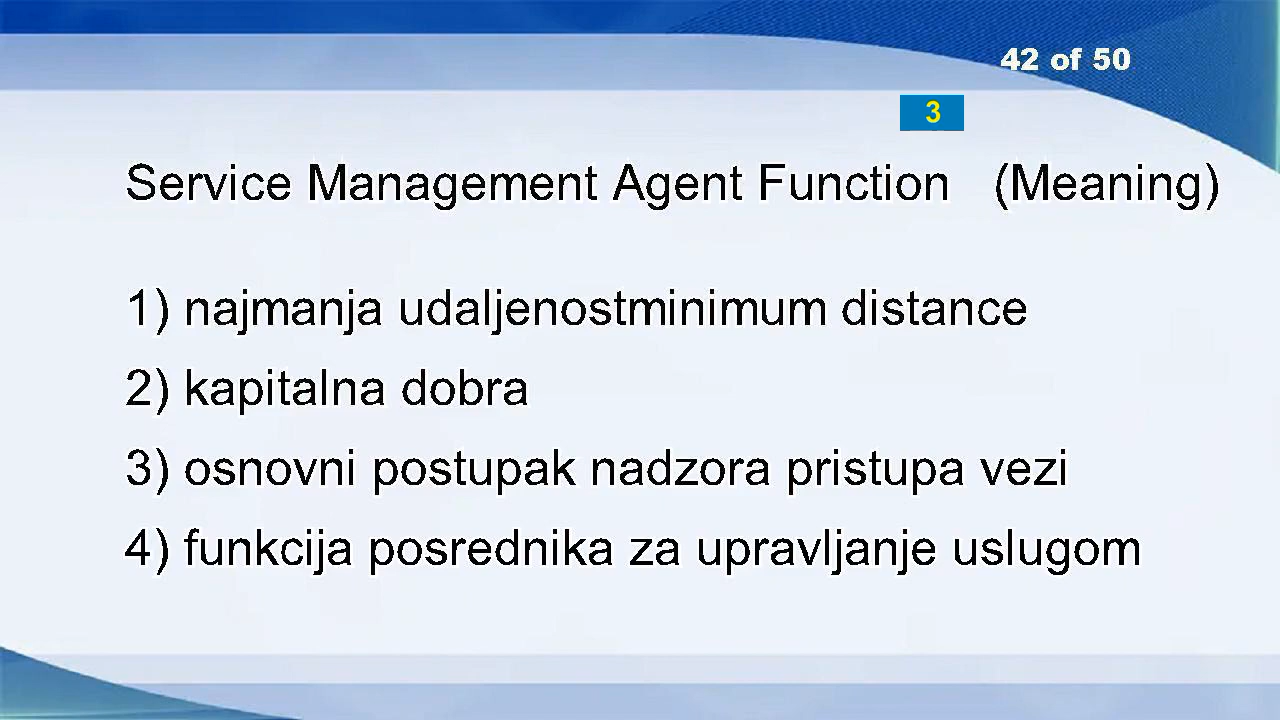 42 of 50
3
Service Management Agent Function (Meaning)
1) najmanja udaljenostminimum distance
2) kapitalna dobra
3) osnovni postupak nadzora pristupa vezi
4) funkcija posrednika za upravljanje uslugom